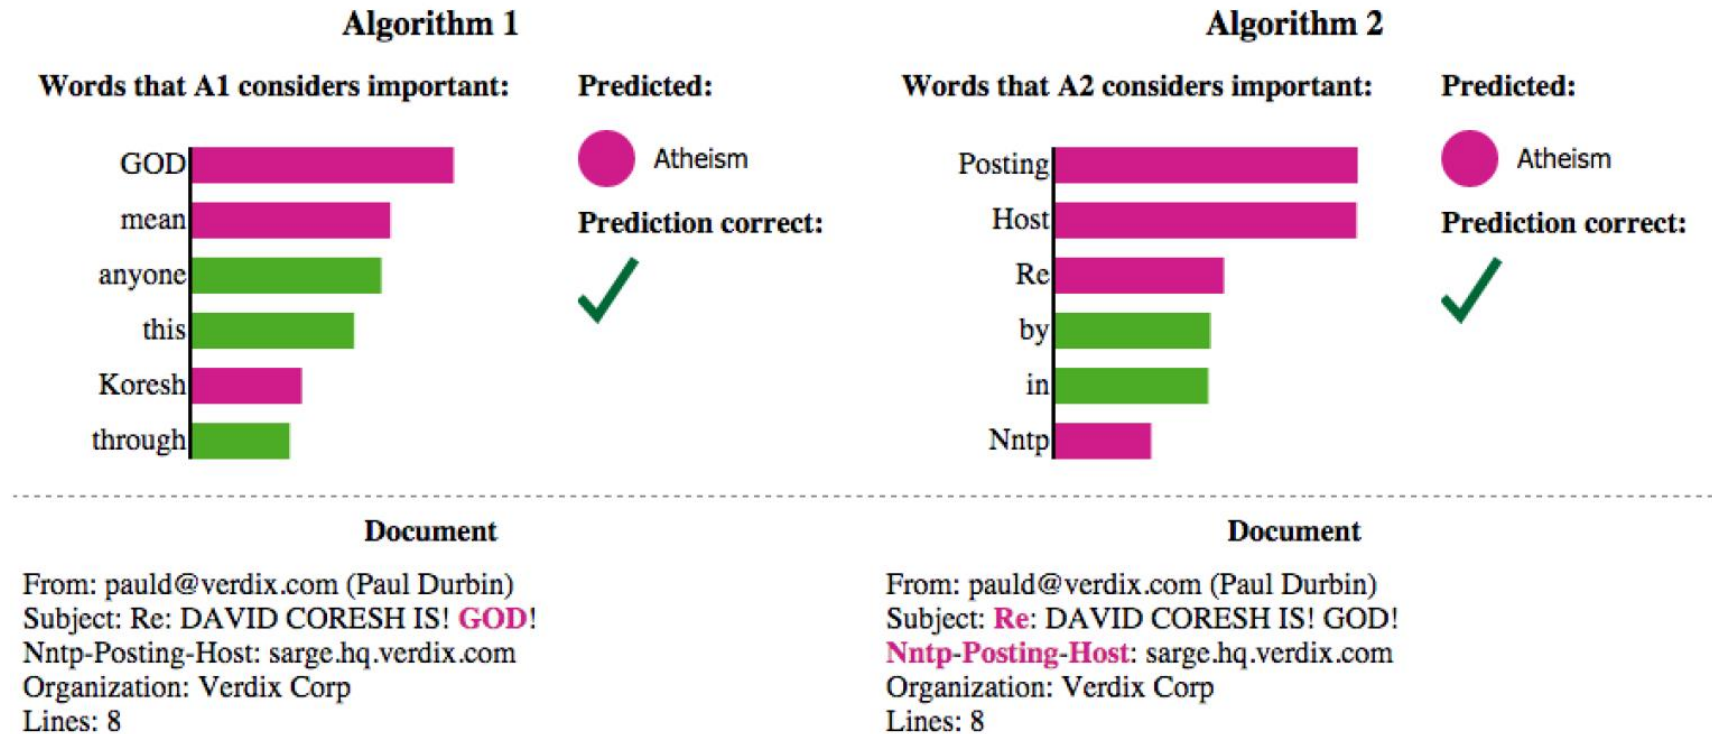 Algorithm 1
Words that A1 considers important:
Predicted:
GOD
mean
anyone
this
Koresh
through
Atheism
Prediction correct:
Document
From: pauld@verdix.com (Paul Durbin)
Subject: Re: DAVID CORESH IS! GOD!
Nntp-Posting-Host: sarge.hq.verdix.com
Organization: Verdix Corp
Lines: 8
Algorithm 2
Words that A2 considers important:
Predicted:
Posting
Host
Re
by
in
Nntp
Atheism
Prediction correct:
Document
From: pauld@verdix.com (Paul Durbin)
Subject: Re: DAVID CORESH IS! GOD!
Nntp-Posting-Host: sarge.hq.verdix.com
Organization: Verdix Corp
Lines: 8